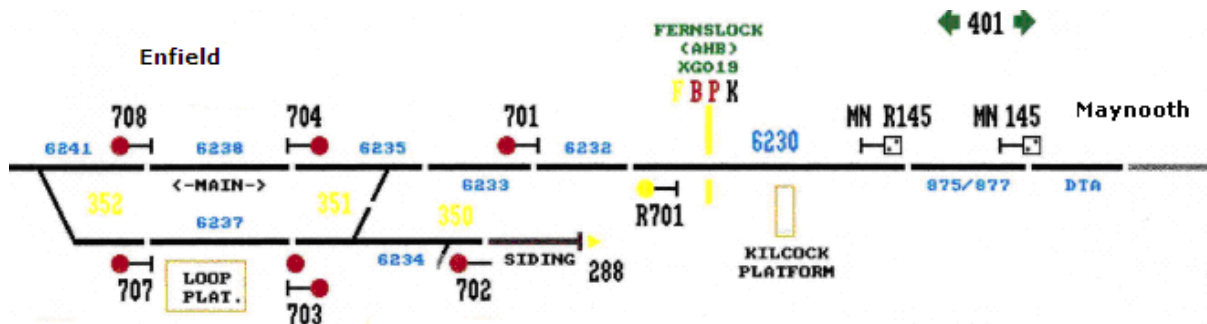 FERNSLOCK
(AHB)
XG019
F B P K
401
Enfield
708
704
701
MN R145
MN 145
Maynooth
6241
6238
6235
6232
6230
<-MAIN->
6233
875/877
DTA
352
351
350
R701
6237
6234
SIDING
288
KILCOCK
PLATFORM
707
LOOP
PLAT.
703
702